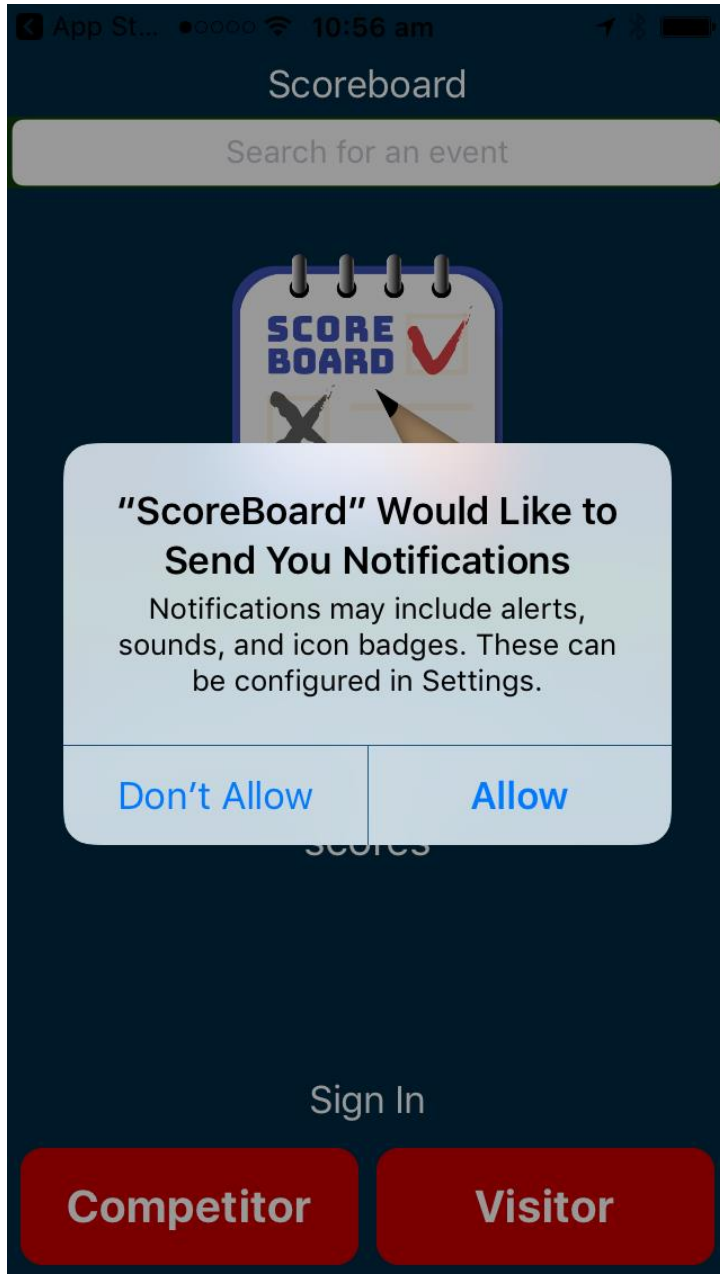 App St... 10:56 am
Scoreboard
Search for an event
SCORE
BOARD
“ScoreBoard” Would Like to
Send You Notifications
Notifications may include alerts,
sounds, and icon badges. These can
be configured in Settings.
Don’t Allow Allow
Sign In
Competitor Visitor